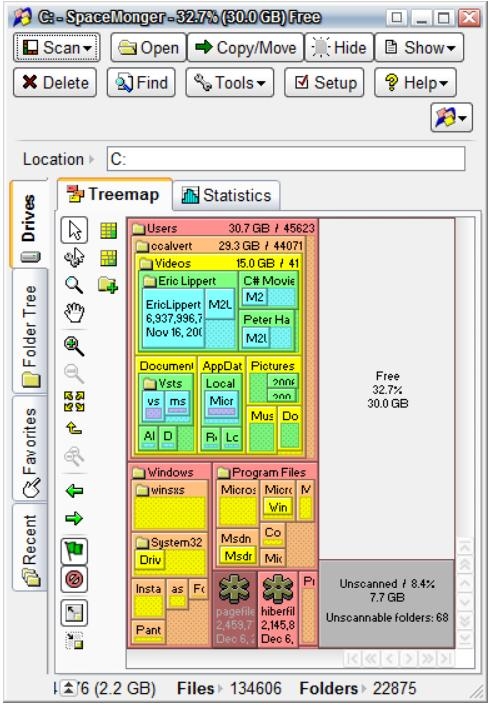 C: - SpaceMonger - 32.7% (30.0 GB) Free
Scan Open Copy/Move Hide Show
Delete Find Tools Setup Help
Location C:
Treemap Statistics
Drives
Folder Tree
Favorites
Recent
Users 30.7 GB / 45623
ccalvert 29.3 GB / 44071
Videos 15.0 GB / 41
Eric Lippert C# Movie
EricLippert M2L M2
6,937,996,7 Peter Ha
Nov 16, 20( M2L
Document AppDat Pictures
Vsts Local 2006
vs ms Micr 200
Mus Do
Al D Lc
Free
32.7%
30.0 GB
Windows Program Files
winsxs Micros Micro M
Win
System32 Msdn Co
Driv Msdr Mic
Insta as Fo
Pant
pagefile hiberfil
2,459,7 2,145,8
Dec 6, Dec 6,
Unscanned / 8.4%
7.7 GB
Unscannable folders: 68
(2.2 GB) Files 134606 Folders 22875